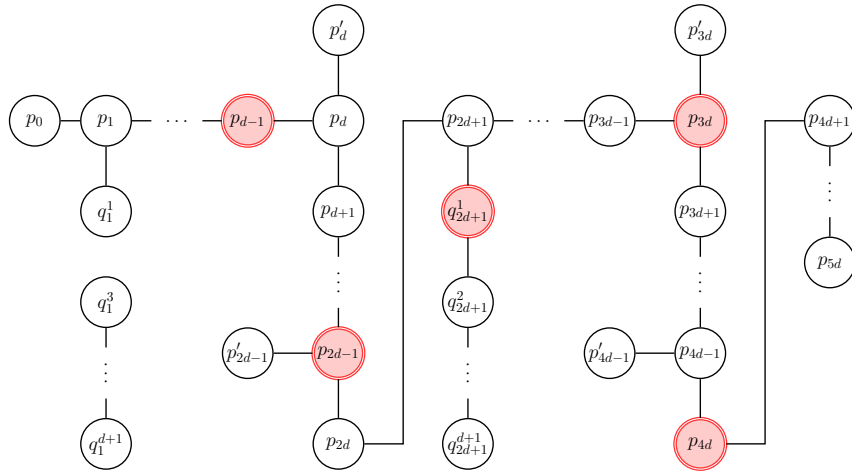 p′_d p′_{3d}
p_0 p_1 ··· p_{d−1} p_d p_{2d+1} ··· p_{3d−1} p_{3d} p_{4d+1}
q_1^1 p_{d+1} q_{2d+1}^1 p_{3d+1} ⋮
p_{5d}
q_1^3 ⋮ q_{2d+1}^2 ⋮
⋮ p′_{2d−1} p_{2d−1} ⋮ p′_{4d−1} p_{4d−1}
q_1^{d+1} p_{2d} q_{2d+1}^{d+1} p_{4d}